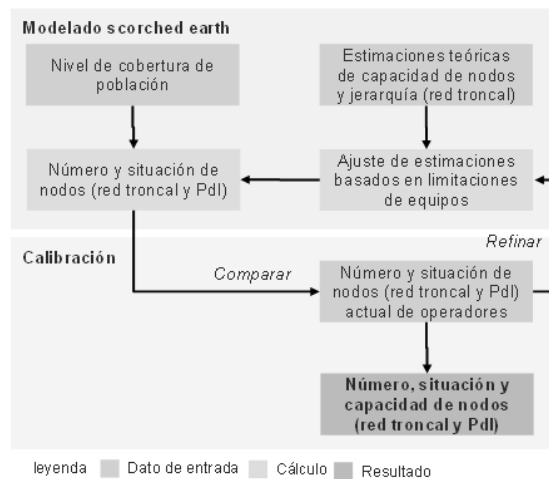 Modelado scorched earth
Nivel de cobertura de
población
Estimaciones teóricas
de capacidad de nodos
y jerarquía (red troncal)
Número y situación de
nodos (red troncal y PdI)
Ajuste de estimaciones
basados en limitaciones
de equipos
Refinar
Calibración
Comparar
Número y situación de
nodos (red troncal y PdI)
actual de operadores
Número, situación y
capacidad de nodos
(red troncal y PdI)
leyenda
Dato de entrada
Cálculo
Resultado